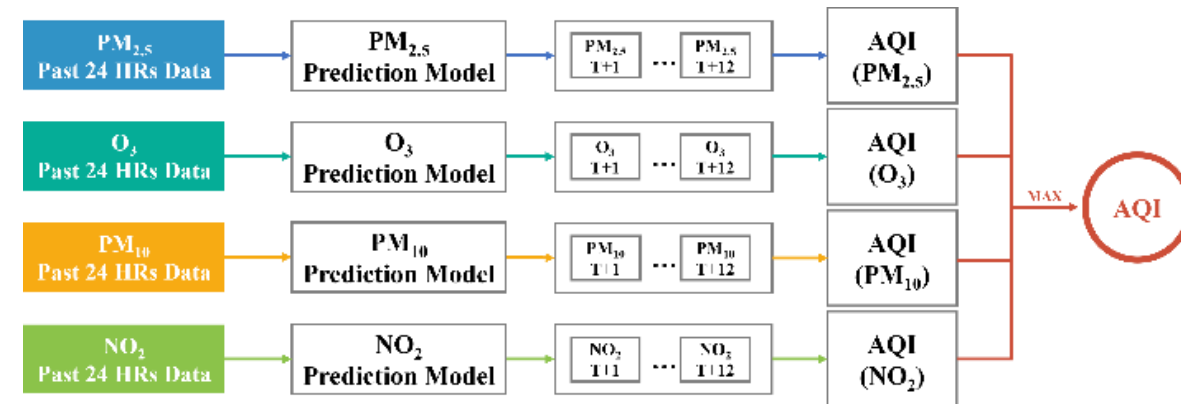 PM2.5
Past 24 HRs Data
PM2.5
Prediction Model
PM2.5
T+1
...
PM2.5
T+12
AQI
(PM2.5)
O3
Past 24 HRs Data
O3
Prediction Model
O3
T+1
...
O3
T+12
AQI
(O3)
PM10
Past 24 HRs Data
PM10
Prediction Model
PM10
T+1
...
PM10
T+12
AQI
(PM10)
NO2
Past 24 HRs Data
NO2
Prediction Model
NO2
T+1
...
NO2
T+12
AQI
(NO2)
MAX
AQI